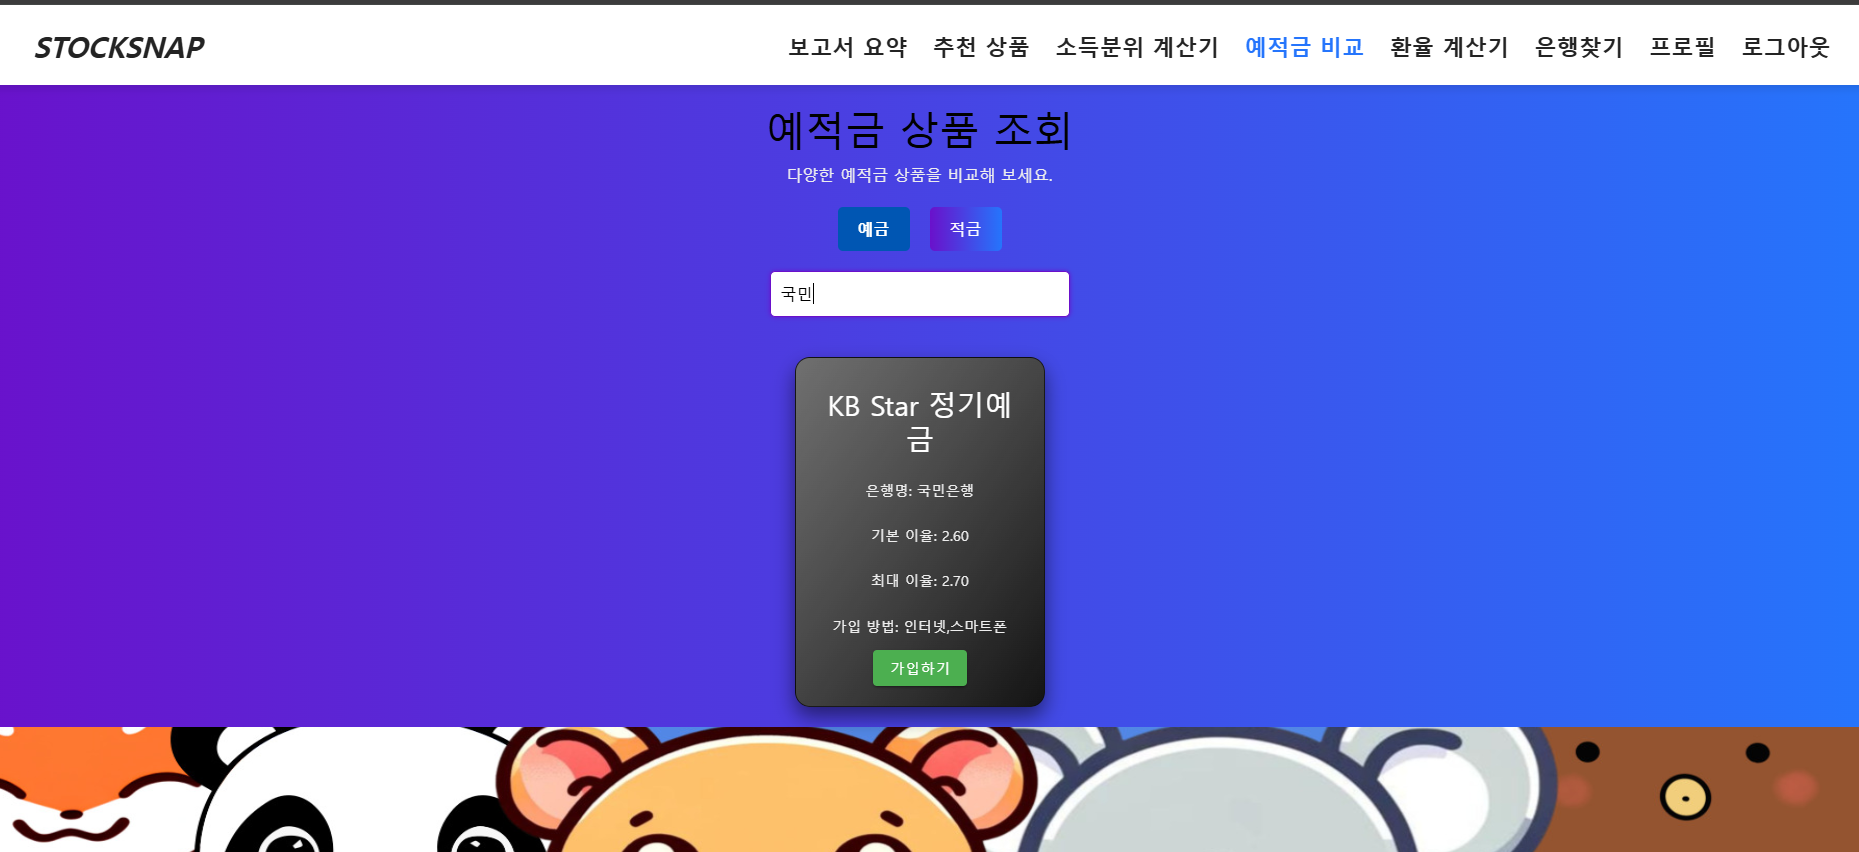 STOCKSNAP
보고서 요약
추천 상품
소득분위 계산기
예적금 비교
환율 계산기
은행찾기
프로필
로그아웃
예적금 상품 조회
다양한 예적금 상품을 비교해 보세요.
예금
적금
국민
KB Star 정기예
금
은행명: 국민은행
기본 이율: 2.60
최대 이율: 2.70
가입 방법: 인터넷,스마트폰
가입하기